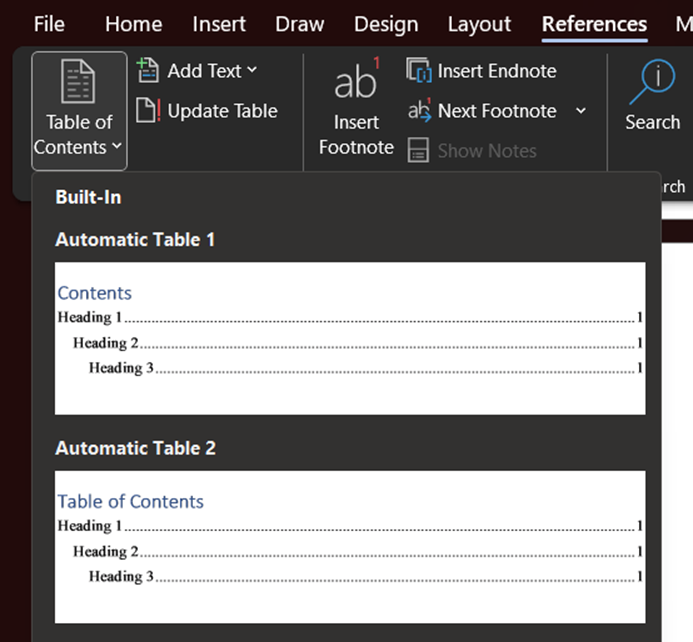 File Home Insert Draw Design Layout References M
Table of Contents
Add Text
Update Table
ab1
Insert Footnote
Insert Endnote
ab1 Next Footnote
Show Notes
Search
rch
Built-In
Automatic Table 1
Contents
Heading 1........................................................................1
Heading 2........................................................................1
Heading 3........................................................................1
Automatic Table 2
Table of Contents
Heading 1........................................................................1
Heading 2........................................................................1
Heading 3........................................................................1